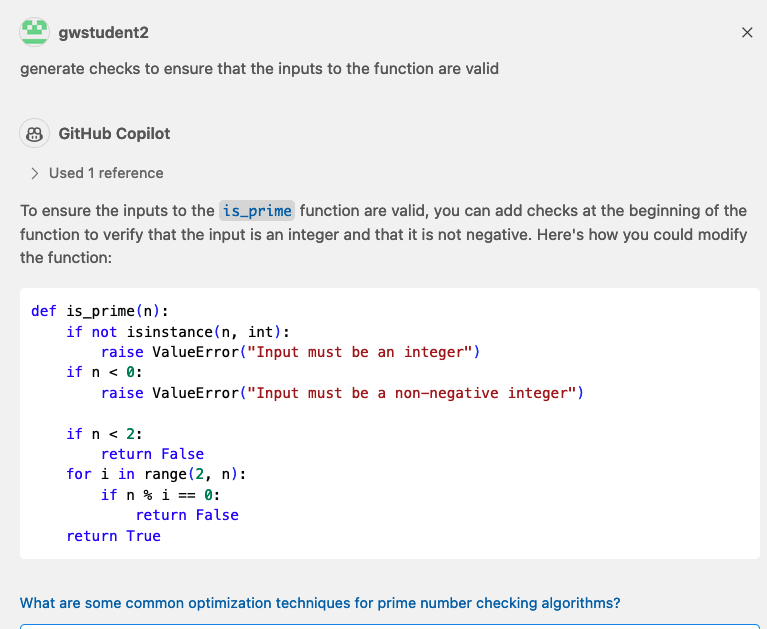 gwstudent2
generate checks to ensure that the inputs to the function are valid
GitHub Copilot
Used 1 reference
To ensure the inputs to the is_prime function are valid, you can add checks at the beginning of the
function to verify that the input is an integer and that it is not negative. Here's how you could modify
the function:
def is_prime(n):
    if not isinstance(n, int):
        raise ValueError("Input must be an integer")
    if n < 0:
        raise ValueError("Input must be a non-negative integer")

    if n < 2:
        return False
    for i in range(2, n):
        if n % i == 0:
            return False
    return True
What are some common optimization techniques for prime number checking algorithms?